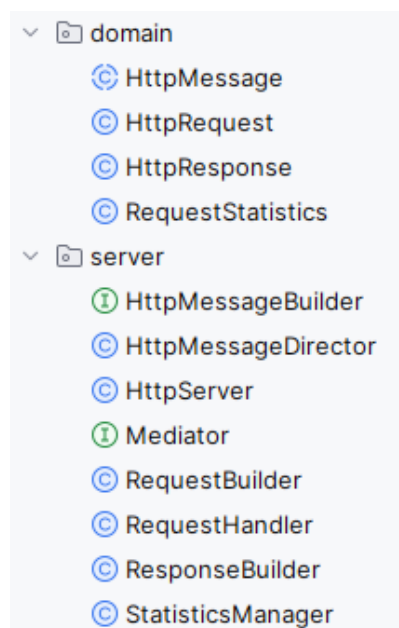 domain
HttpMessage
HttpRequest
HttpResponse
RequestStatistics
server
HttpMessageBuilder
HttpMessageDirector
HttpServer
Mediator
RequestBuilder
RequestHandler
ResponseBuilder
StatisticsManager